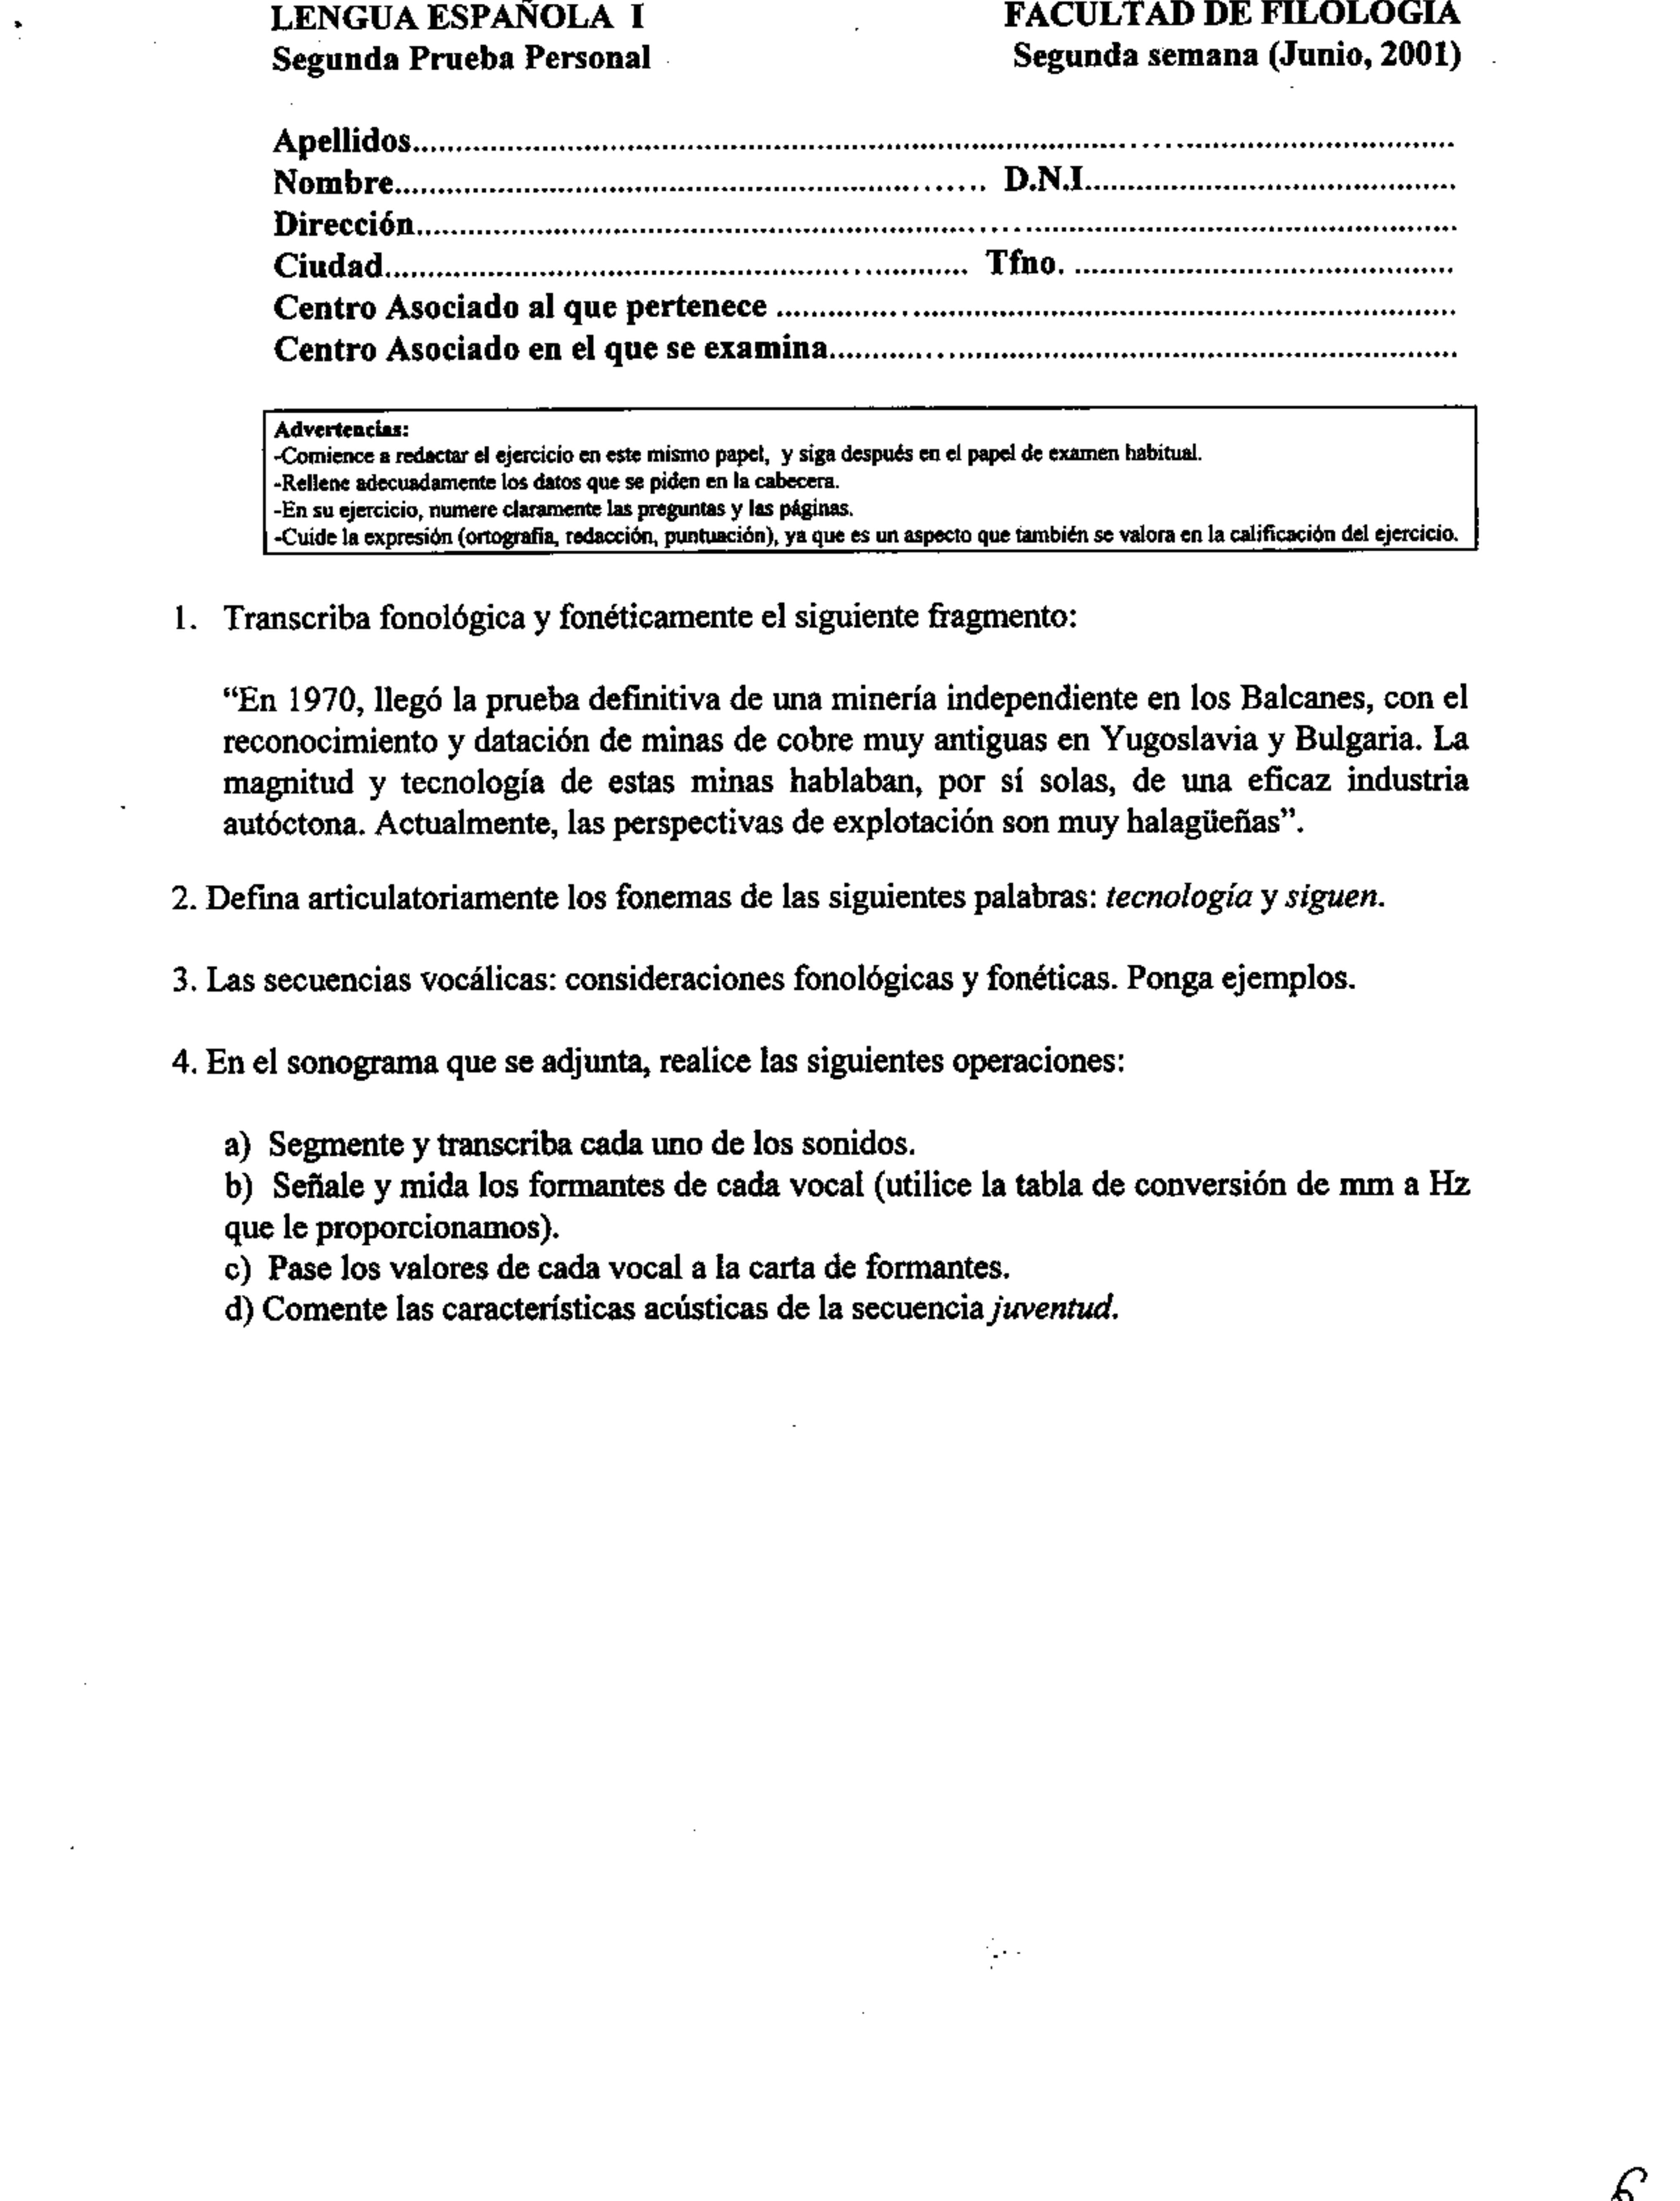 LENGUA ESPAÑOLA I
Segunda Prueba Personal
FACULTAD DE FILOLOGÍA
Segunda semana (Junio, 2001)
Apellidos
Nombre D.N.I.
Dirección
Ciudad Tfno.
Centro Asociado al que pertenece
Centro Asociado en el que se examina
Advertencias:
-Comience a redactar el ejercicio en este mismo papel, y siga después en el papel de examen habitual.
-Rellene adecuadamente los datos que se piden en la cabecera.
-En su ejercicio, numere claramente las preguntas y las páginas.
-Cuide la expresión (ortografía, redacción, puntuación), ya que es un aspecto que también se valora en la calificación del ejercicio.
1. Transcriba fonológica y fonéticamente el siguiente fragmento:
“En 1970, llegó la prueba definitiva de una minería independiente en los Balcanes, con el
reconocimiento y datación de minas de cobre muy antiguas en Yugoslavia y Bulgaria. La
magnitud y tecnología de estas minas hablaban, por sí solas, de una eficaz industria
autóctona. Actualmente, las perspectivas de explotación son muy halagüeñas”.
2. Defina articulatoriamente los fonemas de las siguientes palabras: tecnología y siguen.
3. Las secuencias vocálicas: consideraciones fonológicas y fonéticas. Ponga ejemplos.
4. En el sonograma que se adjunta, realice las siguientes operaciones:
a) Segmente y transcriba cada uno de los sonidos.
b) Señale y mida los formantes de cada vocal (utilice la tabla de conversión de mm a Hz
que le proporcionamos).
c) Pase los valores de cada vocal a la carta de formantes.
d) Comente las características acústicas de la secuencia juventud.